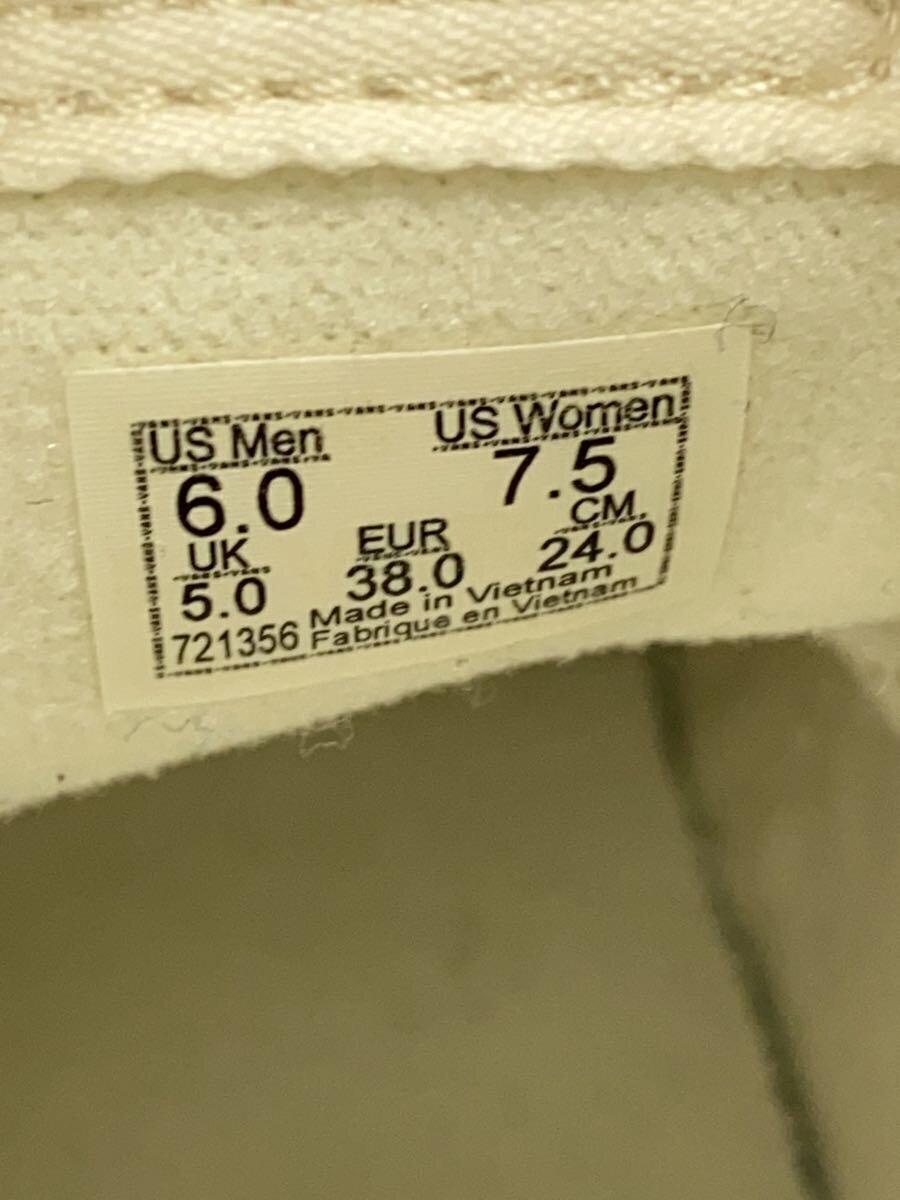 US Men US Women
6.0 7.5
UK EUR CM
5.0 38.0 24.0
721356 Made in Vietnam
Fabrique en Vietnam